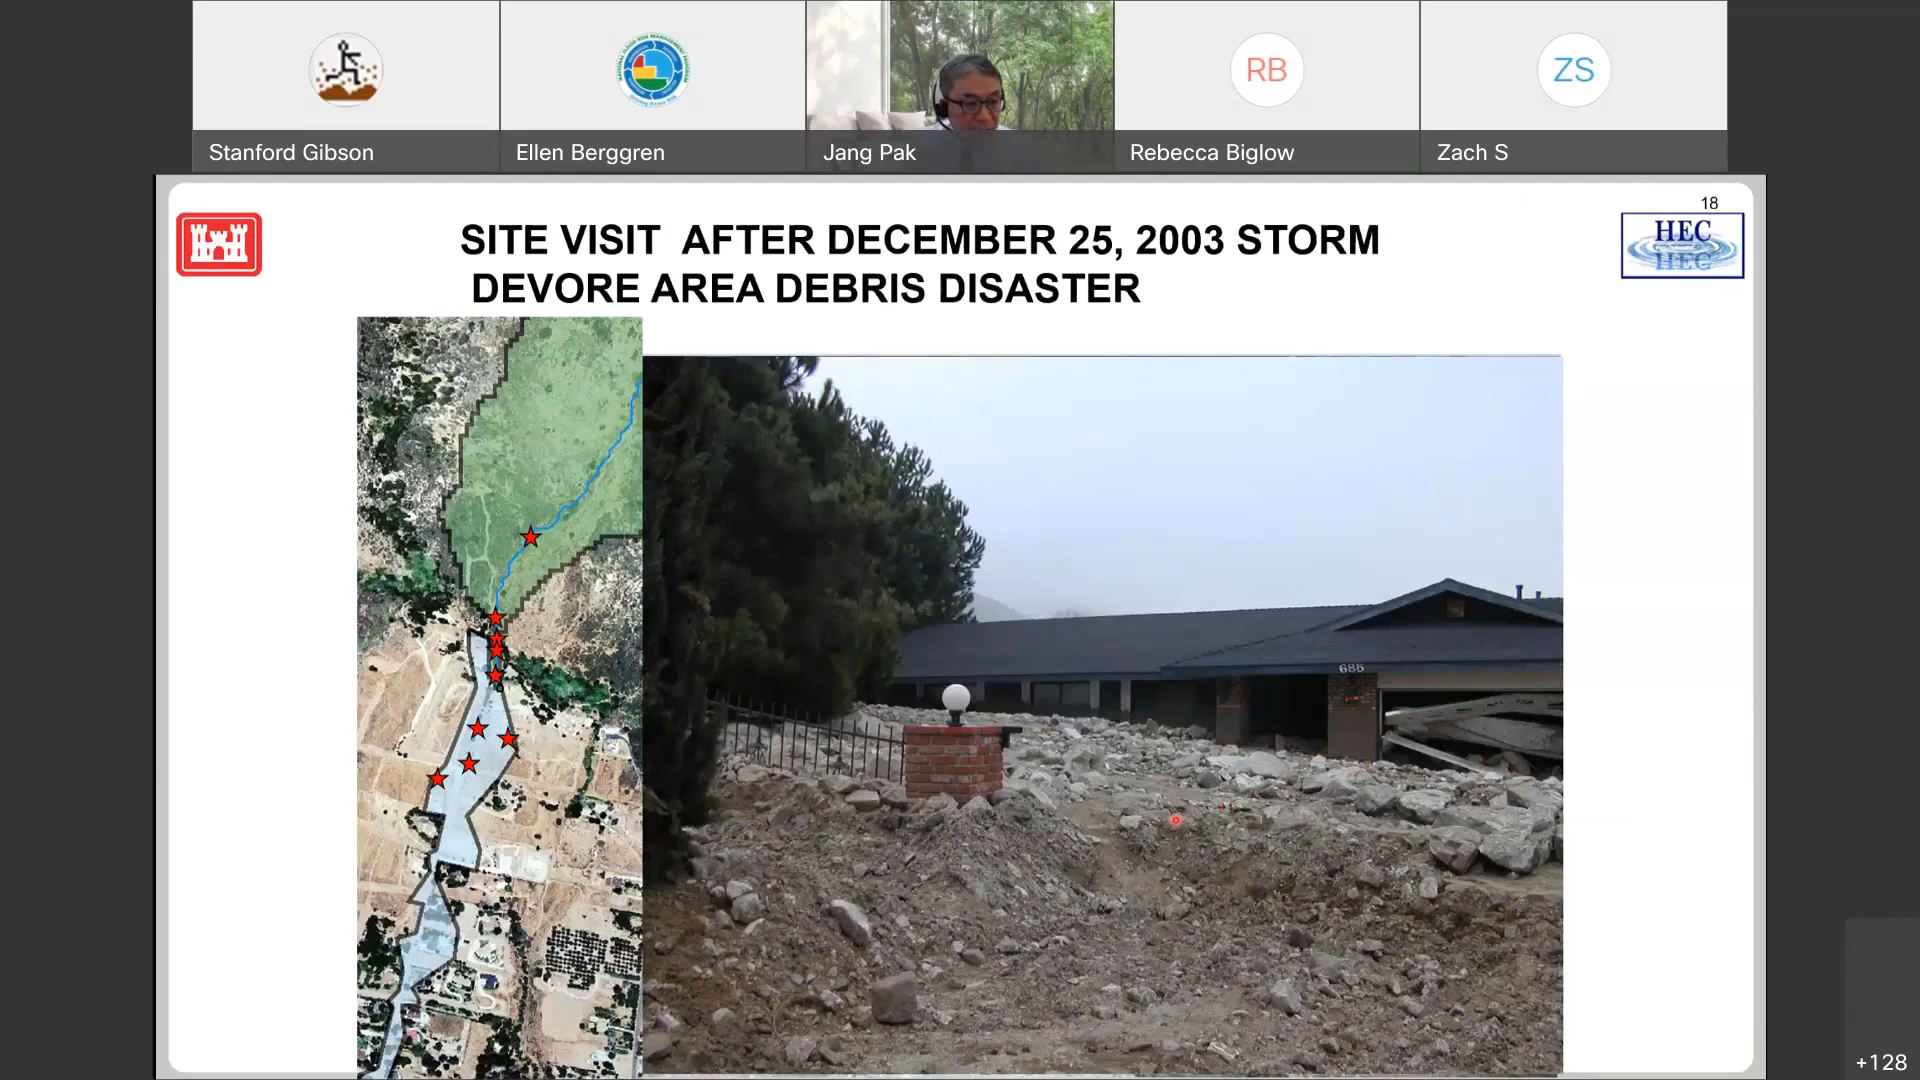 RB
ZS
Stanford Gibson
Ellen Berggren
Jang Pak
Rebecca Biglow
Zach S
18
HEC
SITE VISIT AFTER DECEMBER 25, 2003 STORM
DEVORE AREA DEBRIS DISASTER
685
+128